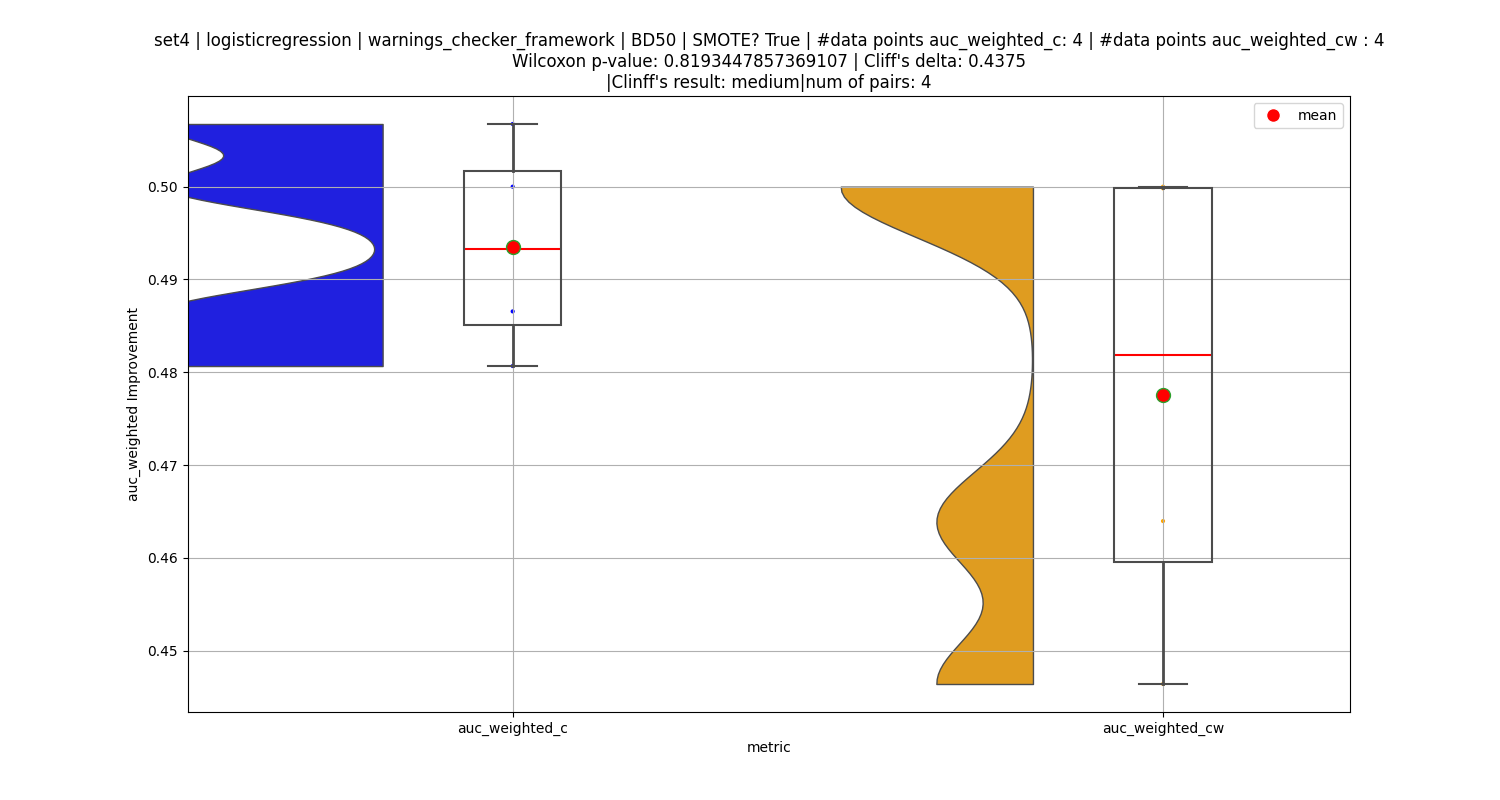 set4 | logisticregression | warnings_checker_framework | BD50 | SMOTE? True | #data points auc_weighted_c: 4 | #data points auc_weighted_cw : 4
Wilcoxon p-value: 0.8193447857369107 | Cliff's delta: 0.4375
|Clinff's result: medium|num of pairs: 4
mean
0.50
0.49
0.48
0.47
0.46
0.45
auc_weighted Improvement
auc_weighted_c
auc_weighted_cw
metric